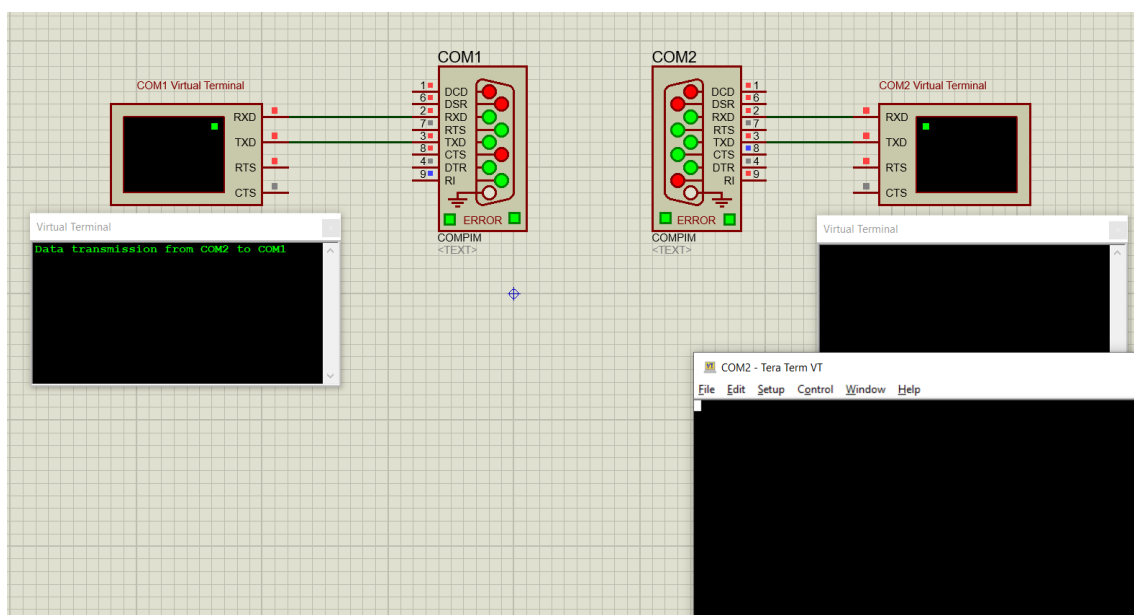 COM1
COM2
COM1 Virtual Terminal
COM2 Virtual Terminal
RXD
TXD
RTS
CTS
1
6
2
7
3
8
4
9
DCD
DSR
RXD
RTS
TXD
CTS
DTR
RI
ERROR
COMPIM
<TEXT>
DCD
DSR
RXD
RTS
TXD
CTS
DTR
RI
1
6
2
7
3
8
4
9
ERROR
COMPIM
<TEXT>
RXD
TXD
RTS
CTS
Virtual Terminal
Data transmission from COM2 to COM1
Virtual Terminal
VT COM2 - Tera Term VT
File Edit Setup Control Window Help